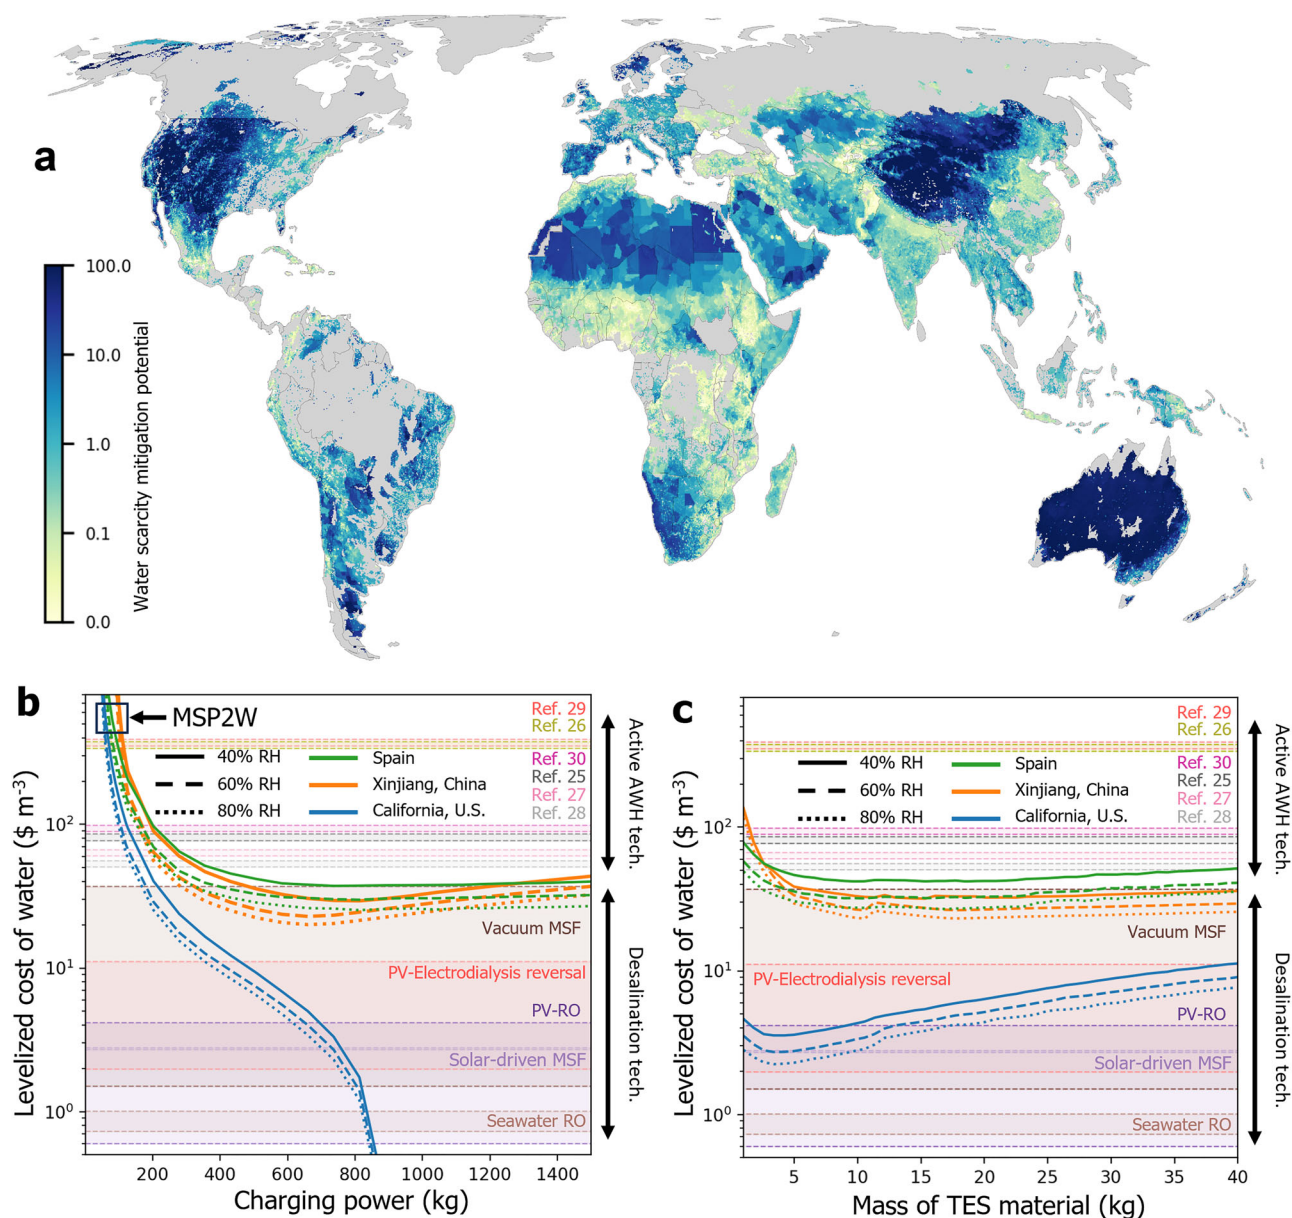 a
100.0
10.0
1.0
0.1
0.0
Water scarcity mitigation potential
b
MSP2W
Ref. 29
Ref. 26
Ref. 30
Ref. 25
Ref. 27
Ref. 28
40% RH
60% RH
80% RH
Spain
Xinjiang, China
California, U.S.
Vacuum MSF
PV-Electrodialysis reversal
PV-RO
Solar-driven MSF
Seawater RO
Active AWH tech.
Desalination tech.
Levelized cost of water ($ m⁻³)
10²
10¹
10⁰
200
400
600
800
1000
1200
1400
Charging power (kg)
c
Ref. 29
Ref. 26
Ref. 30
Ref. 25
Ref. 27
Ref. 28
40% RH
60% RH
80% RH
Spain
Xinjiang, China
California, U.S.
Vacuum MSF
PV-Electrodialysis reversal
PV-RO
Solar-driven MSF
Seawater RO
Active AWH tech.
Desalination tech.
Levelized cost of water ($ m⁻³)
10²
10¹
10⁰
5
10
15
20
25
30
35
40
Mass of TES material (kg)